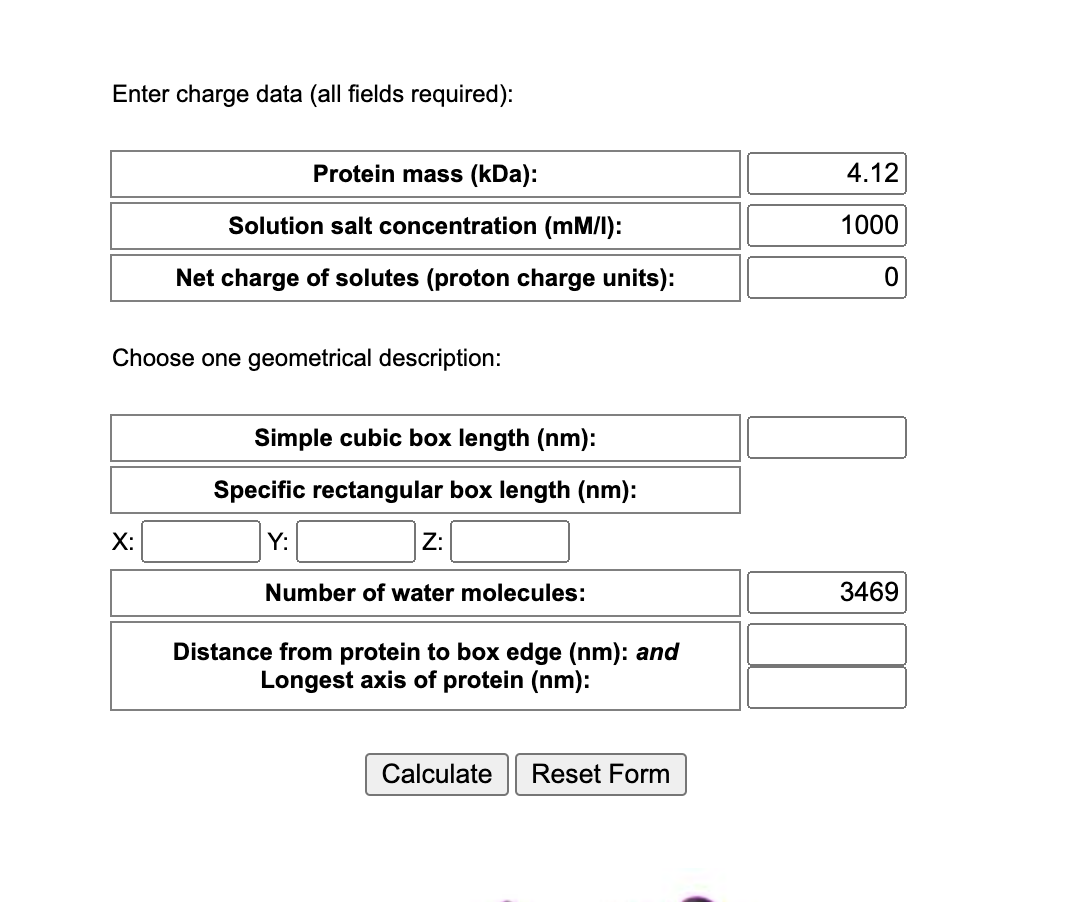 Enter charge data (all fields required):
Protein mass (kDa): 4.12
Solution salt concentration (mM/l): 1000
Net charge of solutes (proton charge units): 0
Choose one geometrical description:
Simple cubic box length (nm):
Specific rectangular box length (nm):
X: Y: Z:
Number of water molecules: 3469
Distance from protein to box edge (nm): and
Longest axis of protein (nm):
Calculate Reset Form